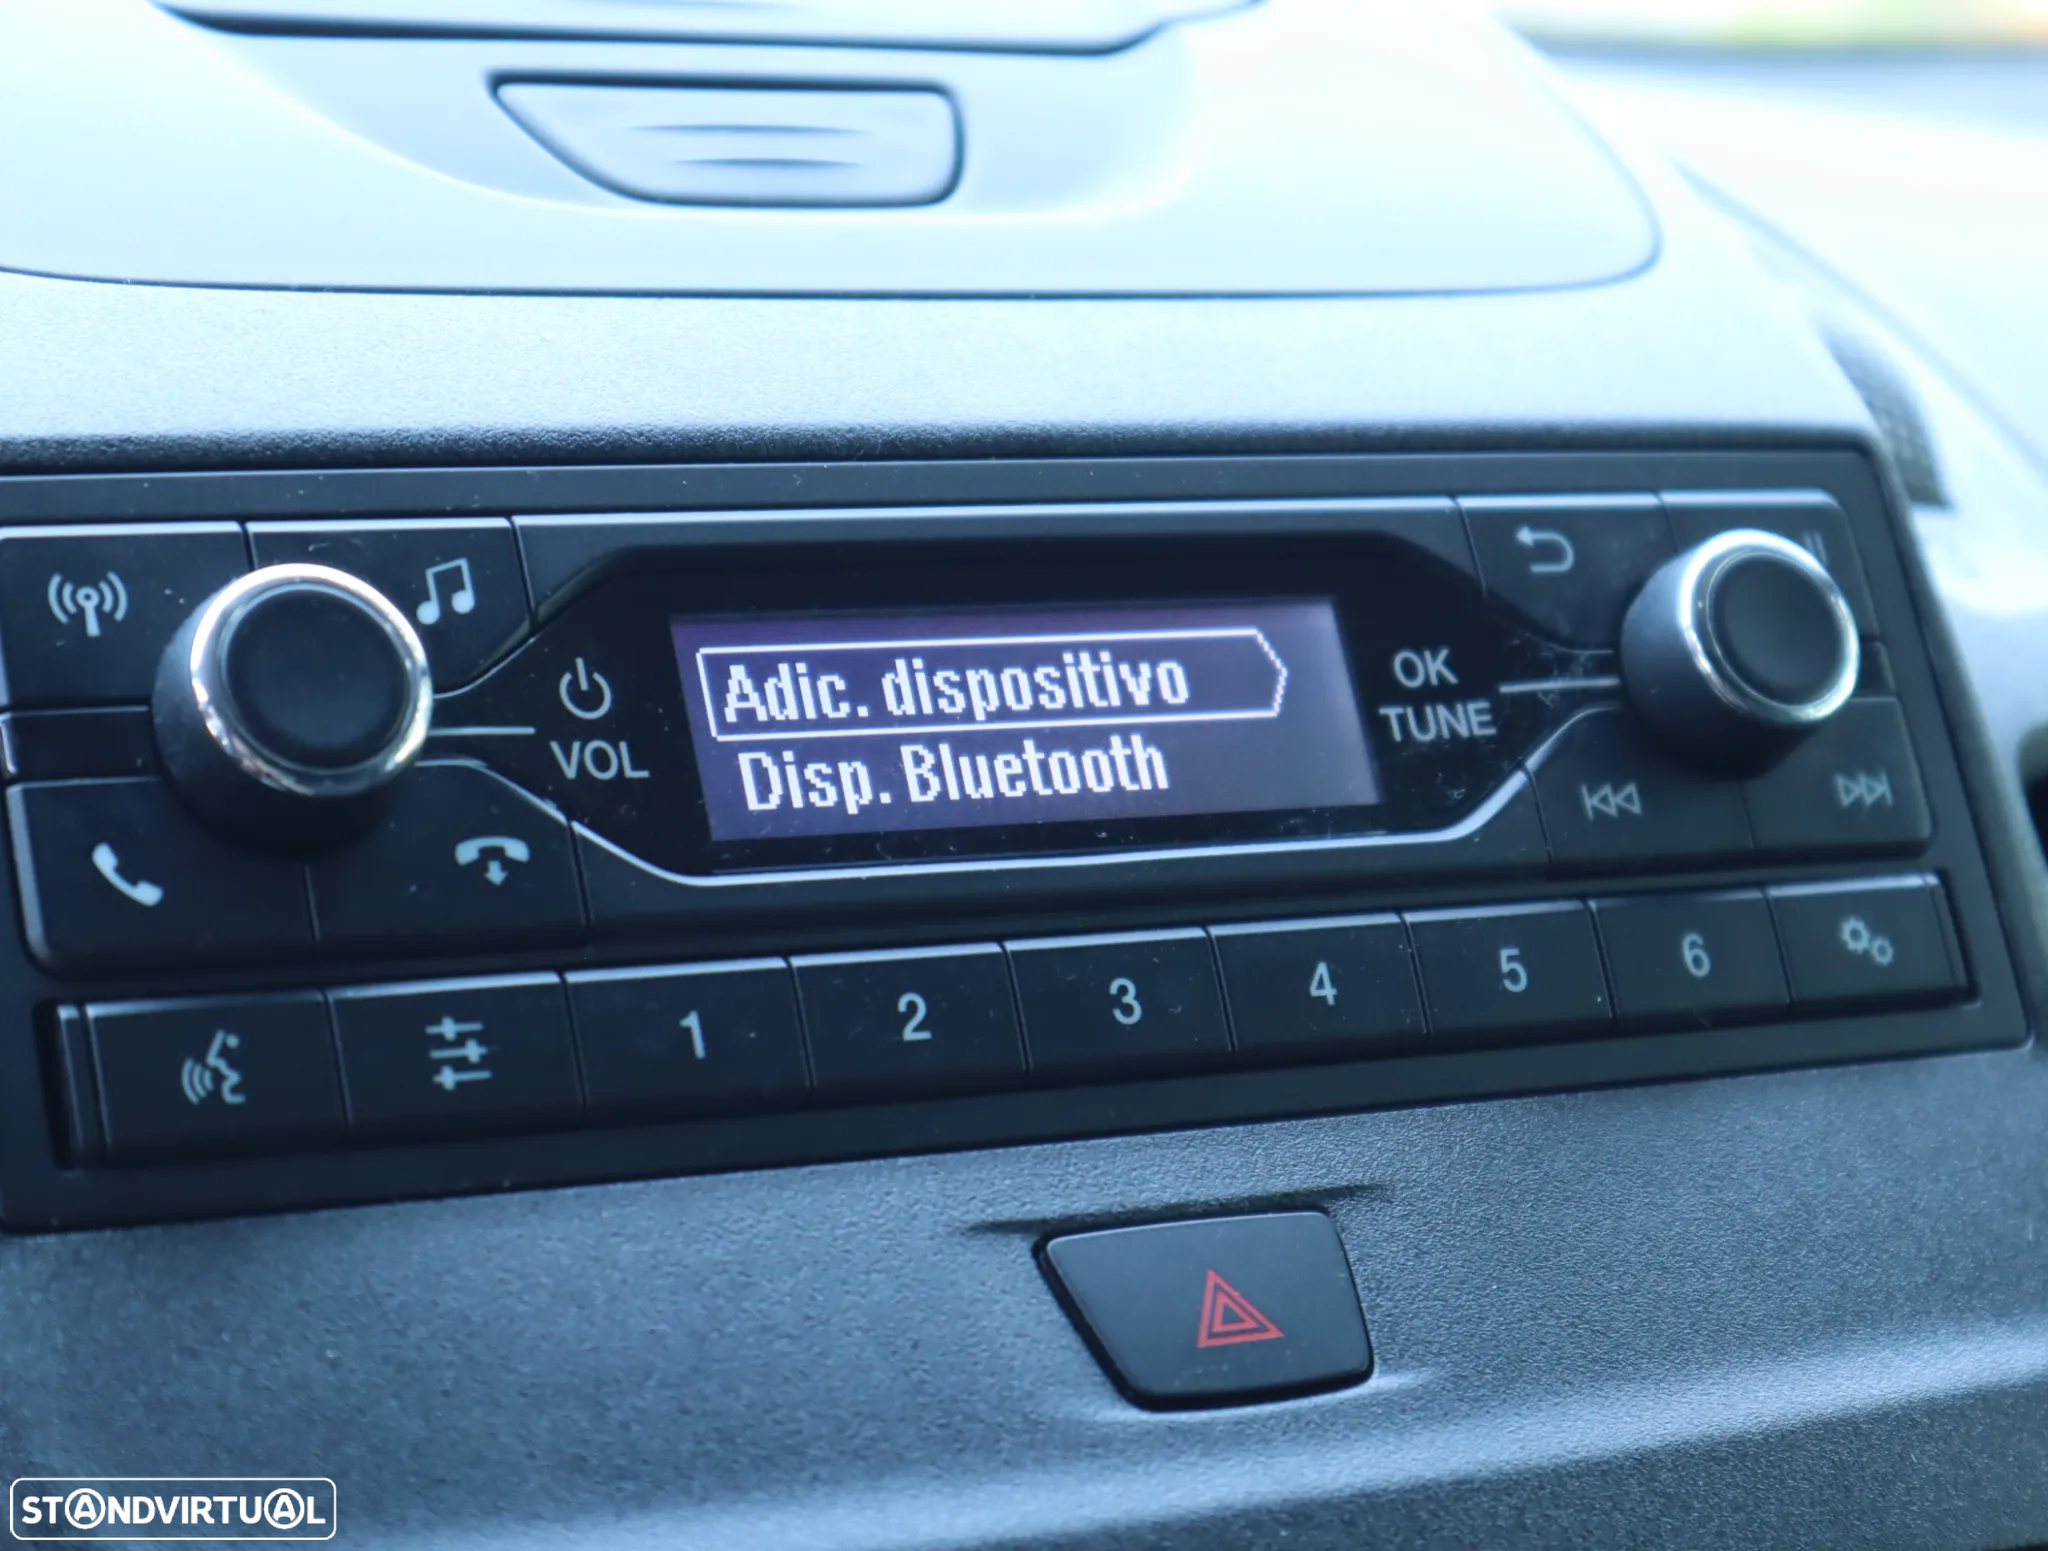 Adic. dispositivo
Disp. Bluetooth
VOL
OK
TUNE
1 2 3 4 5 6
STANDVIRTUAL